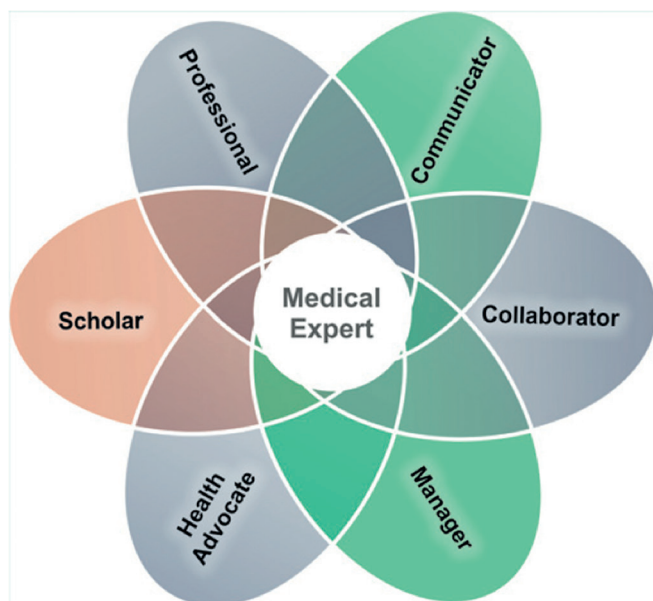 Professional
Communicator
Scholar
Medical
Expert
Collaborator
Health
Advocate
Manager